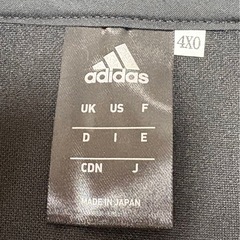 adidas
4XO
UK US F
D I E
CDN J
MADE IN JAPAN